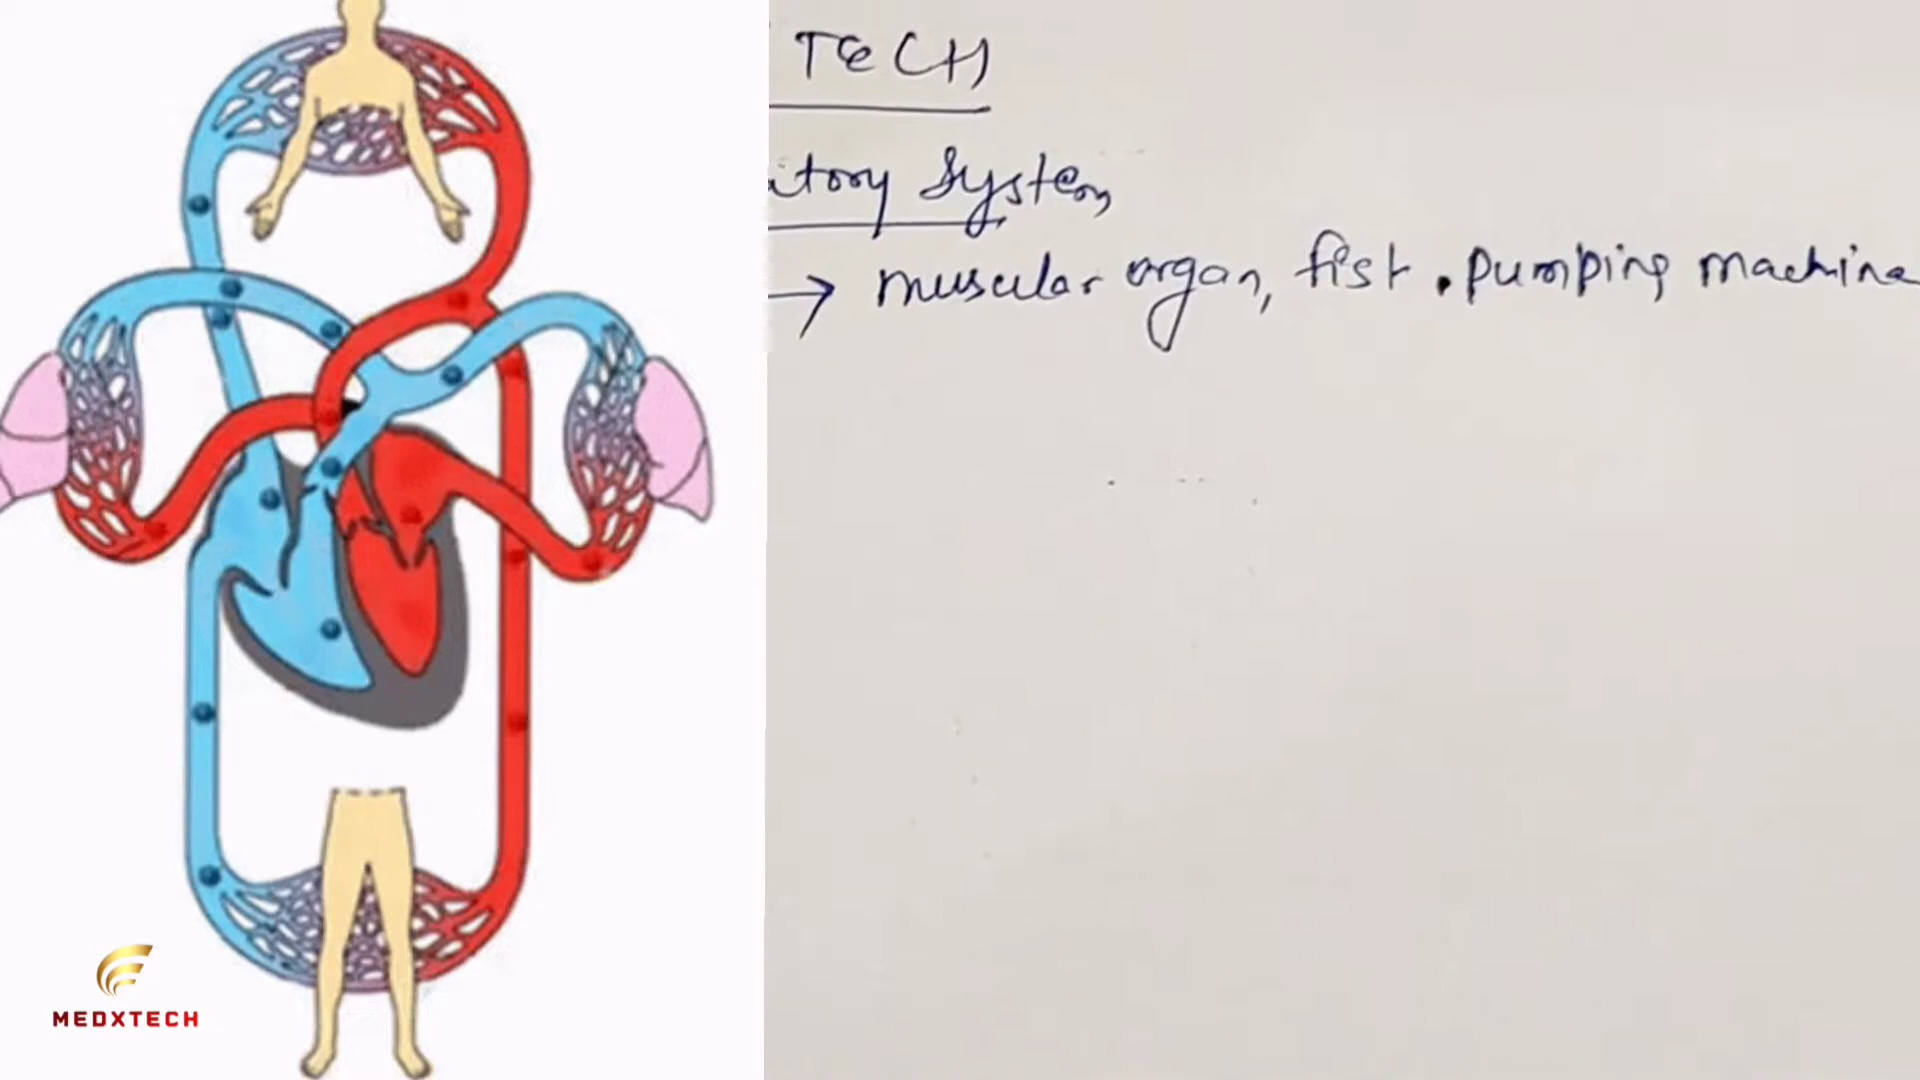 TECH
itory System
→ muscular organ, fist . pumping machine
MEDXTECH